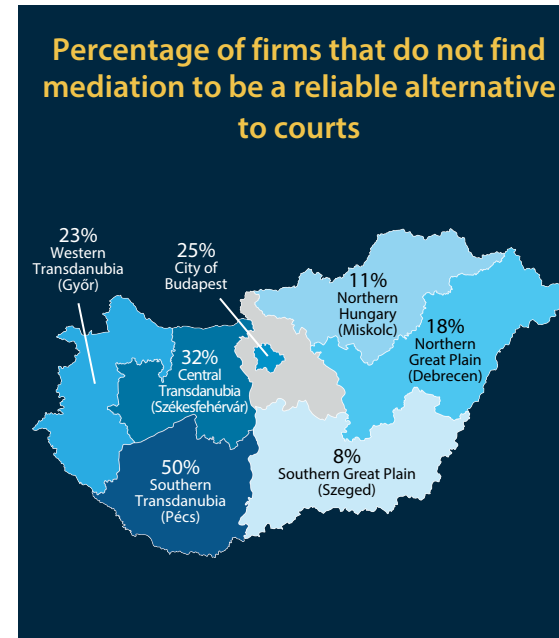 Percentage of firms that do not find
mediation to be a reliable alternative
to courts
23%
Western
Transdanubia
(Győr)
25%
City of
Budapest
11%
Northern
Hungary
(Miskolc)
18%
Northern
Great Plain
(Debrecen)
32%
Central
Transdanubia
(Székesfehérvár)
50%
Southern
Transdanubia
(Pécs)
8%
Southern Great Plain
(Szeged)